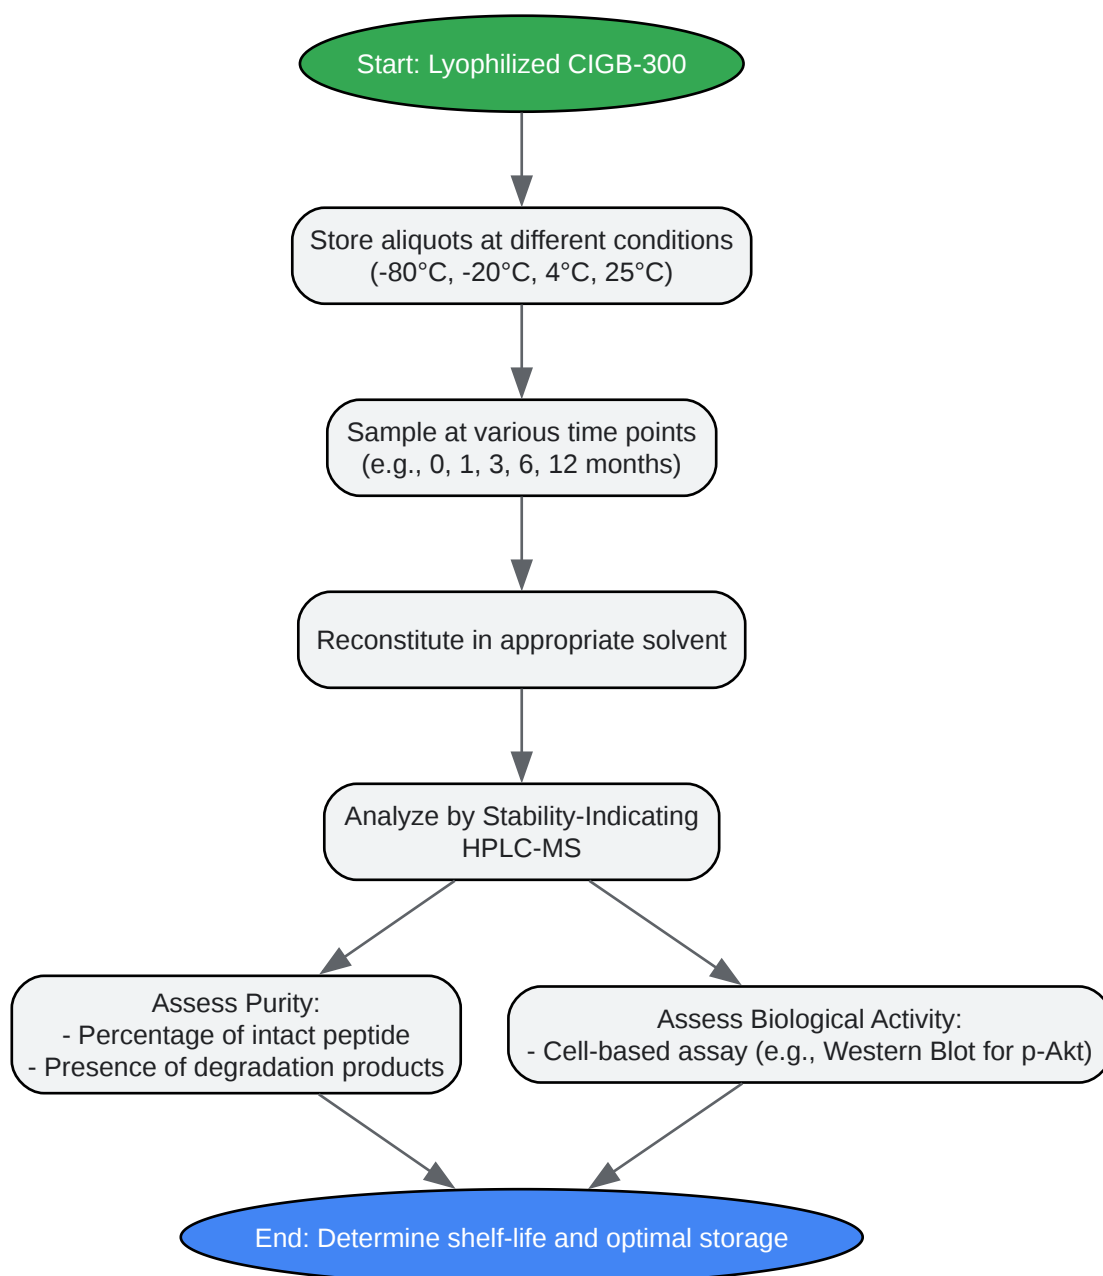 Start: Lyophilized CIGB-300
Store aliquots at different conditions
(-80°C, -20°C, 4°C, 25°C)
Sample at various time points
(e.g., 0, 1, 3, 6, 12 months)
Reconstitute in appropriate solvent
Analyze by Stability-Indicating
HPLC-MS
Assess Purity:
- Percentage of intact peptide
- Presence of degradation products
Assess Biological Activity:
- Cell-based assay (e.g., Western Blot for p-Akt)
End: Determine shelf-life and optimal storage